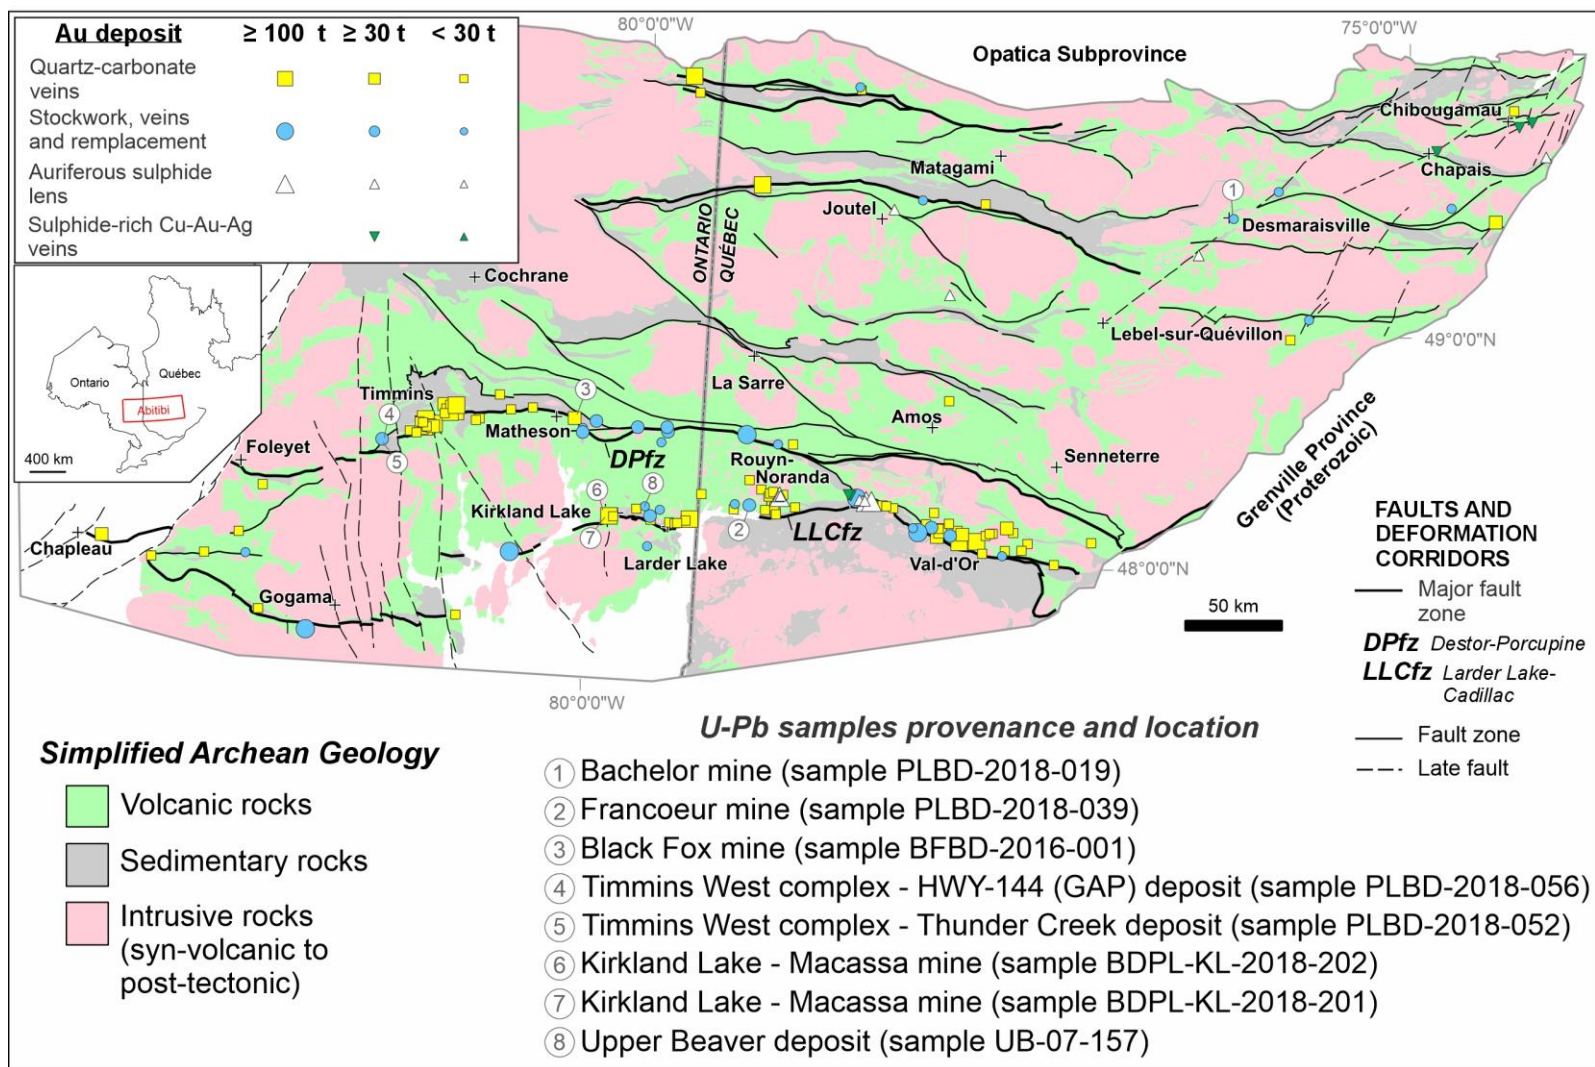 Au deposit ≥ 100 t ≥ 30 t < 30 t
Quartz-carbonate
veins
Stockwork, veins
and remplacement
Auriferous sulphide
lens
Sulphide-rich Cu-Au-Ag
veins
Ontario
Québec
Abitibi
400 km
80°0'0"W
75°0'0"W
Opatica Subprovince
Chibougamau
Chapais
Matagami
1
Joutel
Desmaraisville
ONTARIO
QUÉBEC
Cochrane
Lebel-sur-Quévillon
49°0'0"N
La Sarre
Timmins
3
4
Matheson
Amos
5
DPfz
Foleyet
Rouyn-
Noranda
Senneterre
Grenville Province
(Proterozoic)
6
8
Kirkland Lake
7
2
LLCfz
Chapleau
Larder Lake
Val-d'Or
48°0'0"N
Gogama
50 km
80°0'0"W
FAULTS AND
DEFORMATION
CORRIDORS
Major fault
zone
DPfz Destor-Porcupine
LLCfz Larder Lake-
Cadillac
Fault zone
Late fault
Simplified Archean Geology
Volcanic rocks
Sedimentary rocks
Intrusive rocks
(syn-volcanic to
post-tectonic)
U-Pb samples provenance and location
1 Bachelor mine (sample PLBD-2018-019)
2 Francoeur mine (sample PLBD-2018-039)
3 Black Fox mine (sample BFBD-2016-001)
4 Timmins West complex - HWY-144 (GAP) deposit (sample PLBD-2018-056)
5 Timmins West complex - Thunder Creek deposit (sample PLBD-2018-052)
6 Kirkland Lake - Macassa mine (sample BDPL-KL-2018-202)
7 Kirkland Lake - Macassa mine (sample BDPL-KL-2018-201)
8 Upper Beaver deposit (sample UB-07-157)